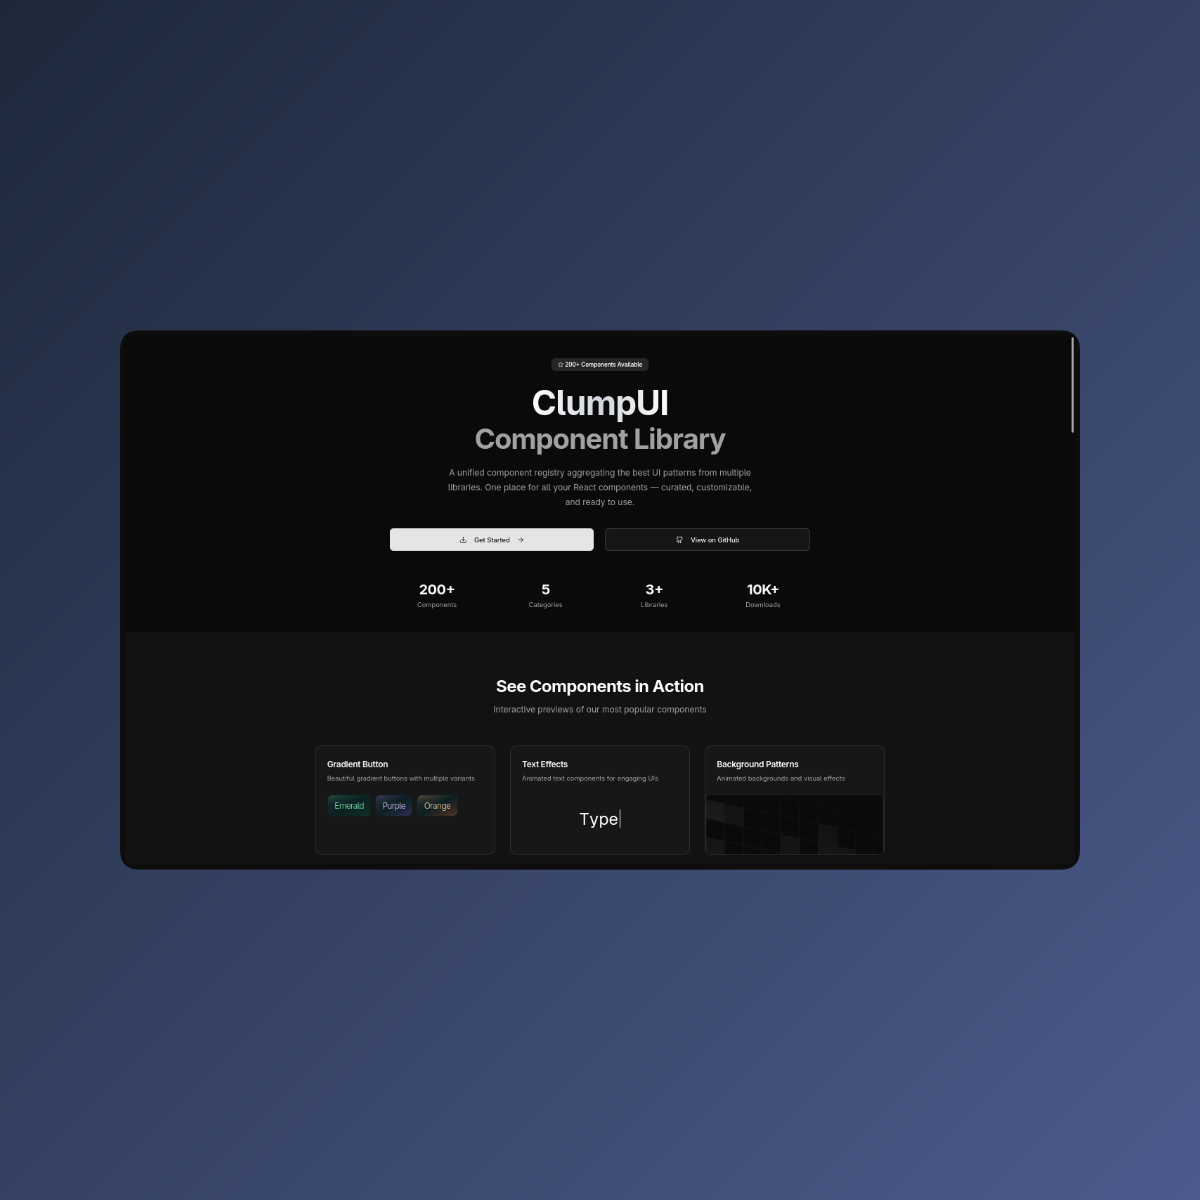 200+ Components Available
ClumpUI
Component Library
A unified component registry aggregating the best UI patterns from multiple
libraries. One place for all your React components — curated, customizable,
and ready to use.
Get Started →
View on GitHub
200+
Components
5
Categories
3+
Libraries
10K+
Downloads
See Components in Action
Interactive previews of our most popular components
Gradient Button
Beautiful gradient buttons with multiple variants
Emerald
Purple
Orange
Text Effects
Animated text components for engaging UIs
Type
Background Patterns
Animated backgrounds and visual effects